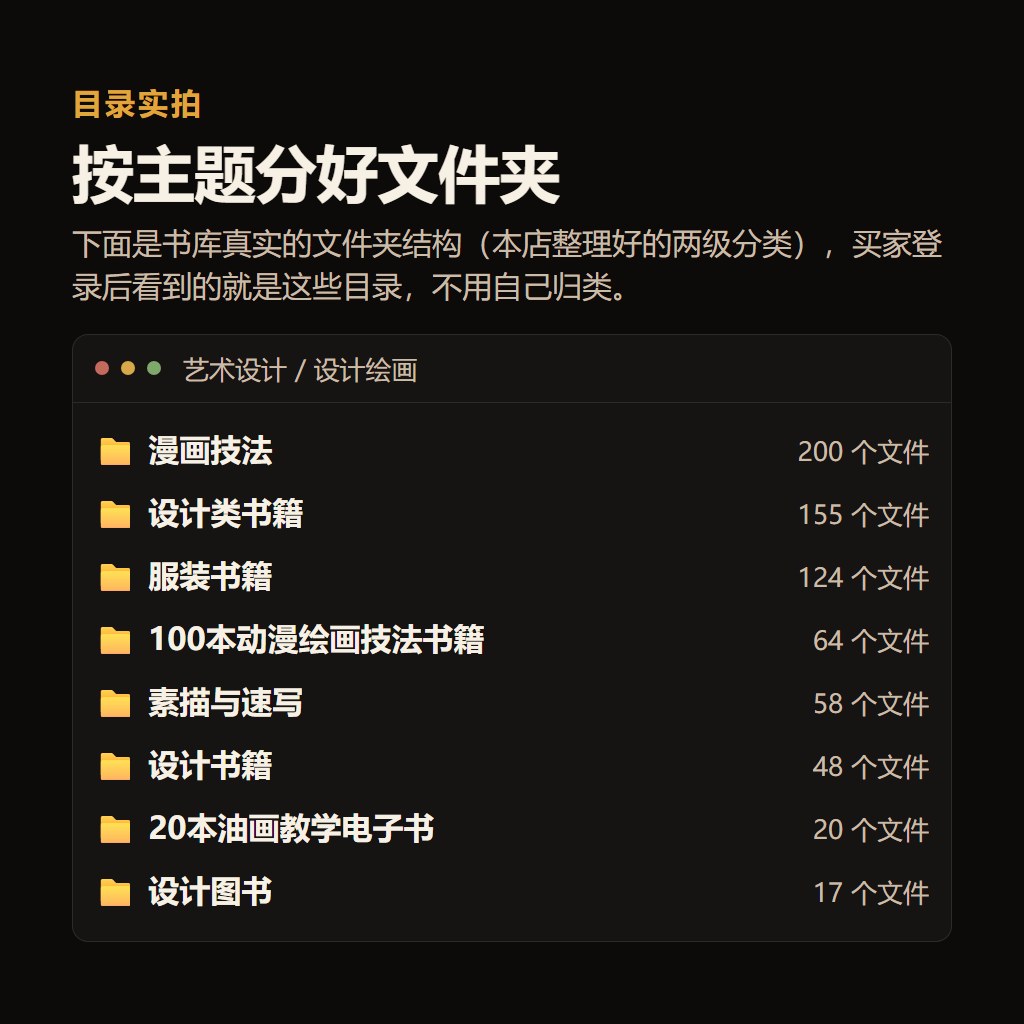 目录实拍
按主题分好文件夹
下面是书库真实的文件夹结构（本店整理好的两级分类），买家登
录后看到的就是这些目录，不用自己归类。
艺术设计 / 设计绘画
漫画技法 200 个文件
设计类书籍 155 个文件
服装书籍 124 个文件
100本动漫绘画技法书籍 64 个文件
素描与速写 58 个文件
设计书籍 48 个文件
20本油画教学电子书 20 个文件
设计图书 17 个文件